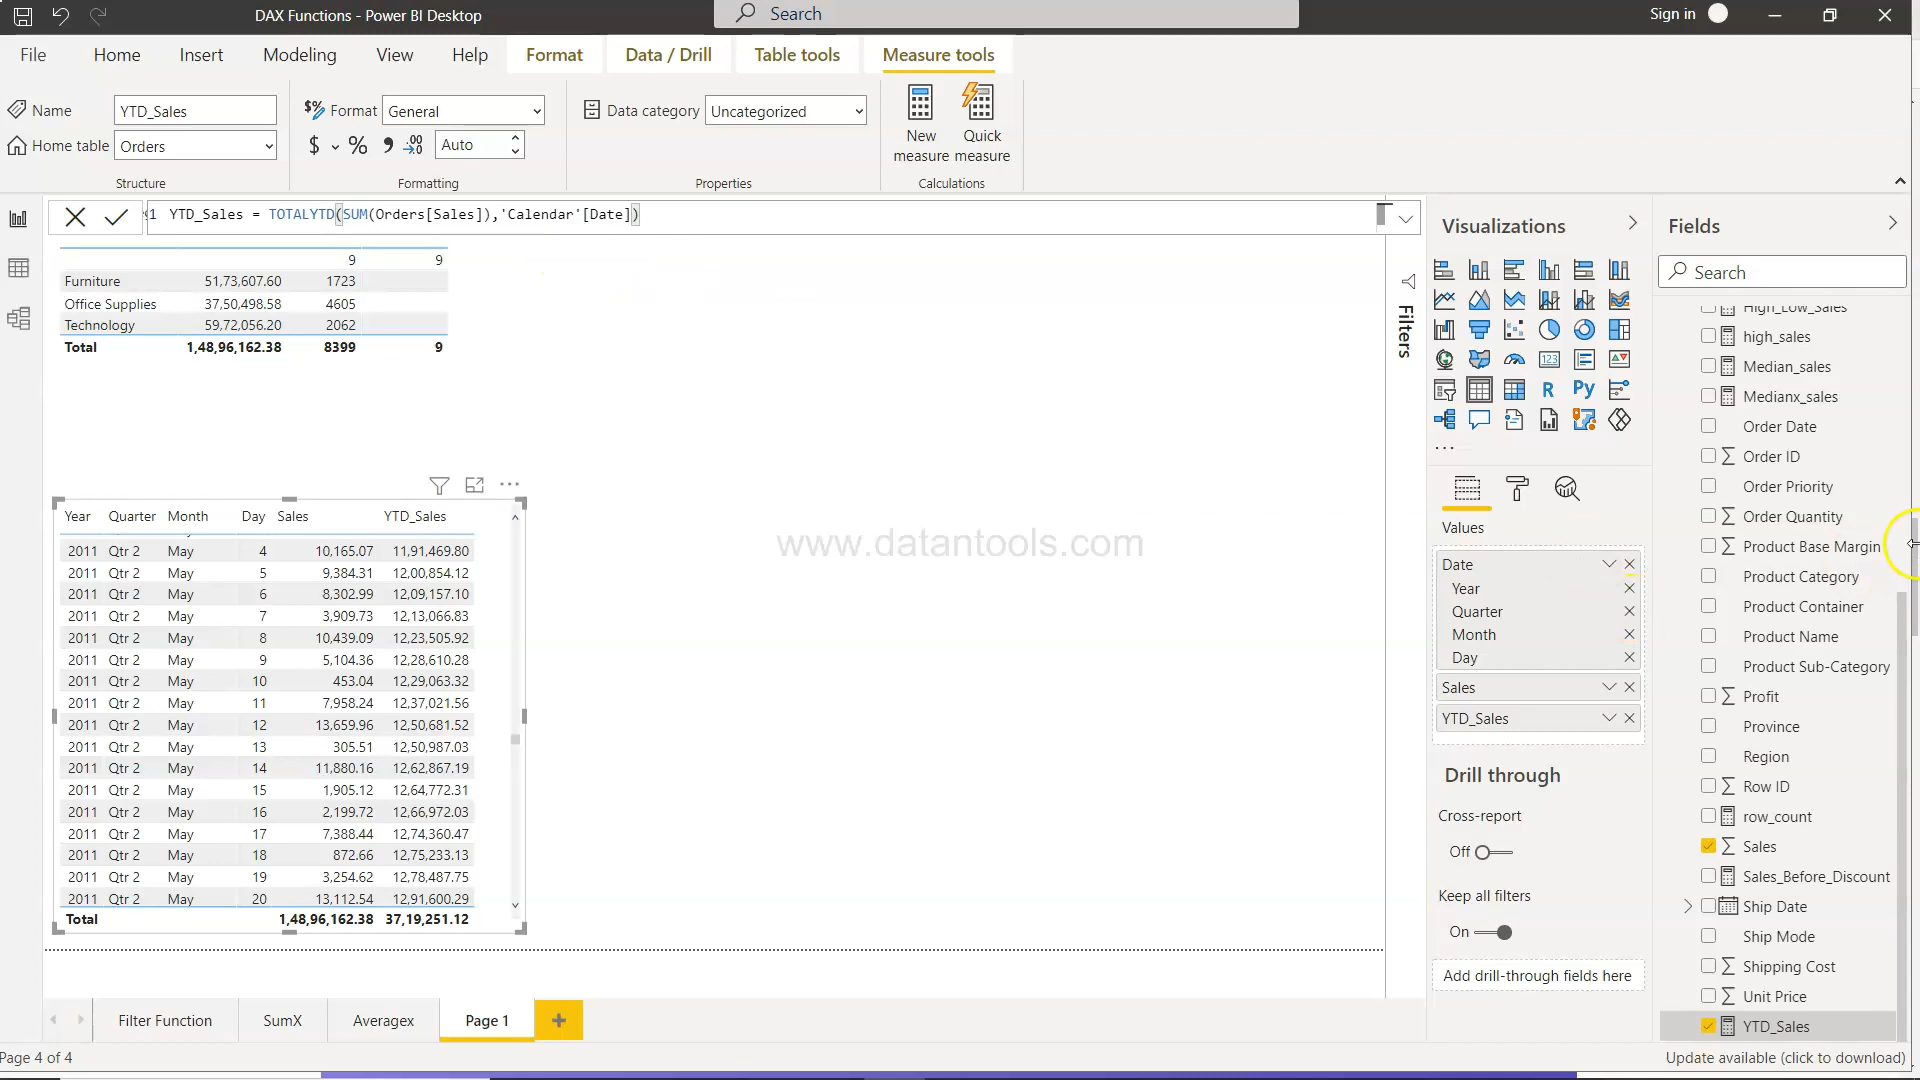 DAX Functions - Power BI Desktop
Search
Sign in
File Home Insert Modeling View Help Format Data / Drill Table tools Measure tools
Name YTD_Sales
Format General
Data category Uncategorized
New measure
Quick measure
Home table Orders
$ % Auto
Structure
Formatting
Properties
Calculations
1 YTD_Sales = TOTALYTD(SUM(Orders[Sales]),'Calendar'[Date])
9 9
Furniture 51,73,607.60 1723
Office Supplies 37,50,498.58 4605
Technology 59,72,056.20 2062
Total 1,48,96,162.38 8399 9
Year Quarter Month Day Sales YTD_Sales
2011 Qtr 2 May 4 10,165.07 11,91,469.80
2011 Qtr 2 May 5 9,384.31 12,00,854.12
2011 Qtr 2 May 6 8,302.99 12,09,157.10
2011 Qtr 2 May 7 3,909.73 12,13,066.83
2011 Qtr 2 May 8 10,439.09 12,23,505.92
2011 Qtr 2 May 9 5,104.36 12,28,610.28
2011 Qtr 2 May 10 453.04 12,29,063.32
2011 Qtr 2 May 11 7,958.24 12,37,021.56
2011 Qtr 2 May 12 13,659.96 12,50,681.52
2011 Qtr 2 May 13 305.51 12,50,987.03
2011 Qtr 2 May 14 11,880.16 12,62,867.19
2011 Qtr 2 May 15 1,905.12 12,64,772.31
2011 Qtr 2 May 16 2,199.72 12,66,972.03
2011 Qtr 2 May 17 7,388.44 12,74,360.47
2011 Qtr 2 May 18 872.66 12,75,233.13
2011 Qtr 2 May 19 3,254.62 12,78,487.75
2011 Qtr 2 May 20 13,112.54 12,91,600.29
Total 1,48,96,162.38 37,19,251.12
www.datantools.com
Filters
Visualizations
123
R Py
Values
Date
Year
Quarter
Month
Day
Sales
YTD_Sales
Drill through
Cross-report
Off
Keep all filters
On
Add drill-through fields here
Fields
Search
High_Low_Sales
high_sales
Median_sales
Medianx_sales
Order Date
Order ID
Order Priority
Order Quantity
Product Base Margin
Product Category
Product Container
Product Name
Product Sub-Category
Profit
Province
Region
Row ID
row_count
Sales
Sales_Before_Discount
Ship Date
Ship Mode
Shipping Cost
Unit Price
YTD_Sales
Filter Function SumX Averagex Page 1 +
Page 4 of 4
Update available (click to download)